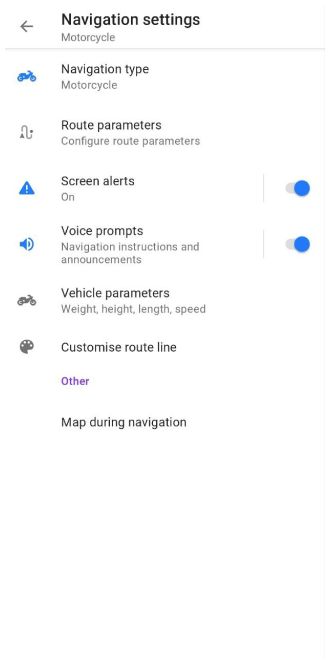 Navigation settings
Motorcycle
Navigation type
Motorcycle
Route parameters
Configure route parameters
Screen alerts
On
Voice prompts
Navigation instructions and
announcements
Vehicle parameters
Weight, height, length, speed
Customise route line
Other
Map during navigation